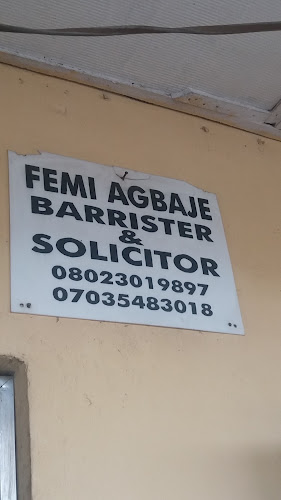 FEMI AGBAJE
BARRISTER
&
SOLICITOR
08023019897
07035483018